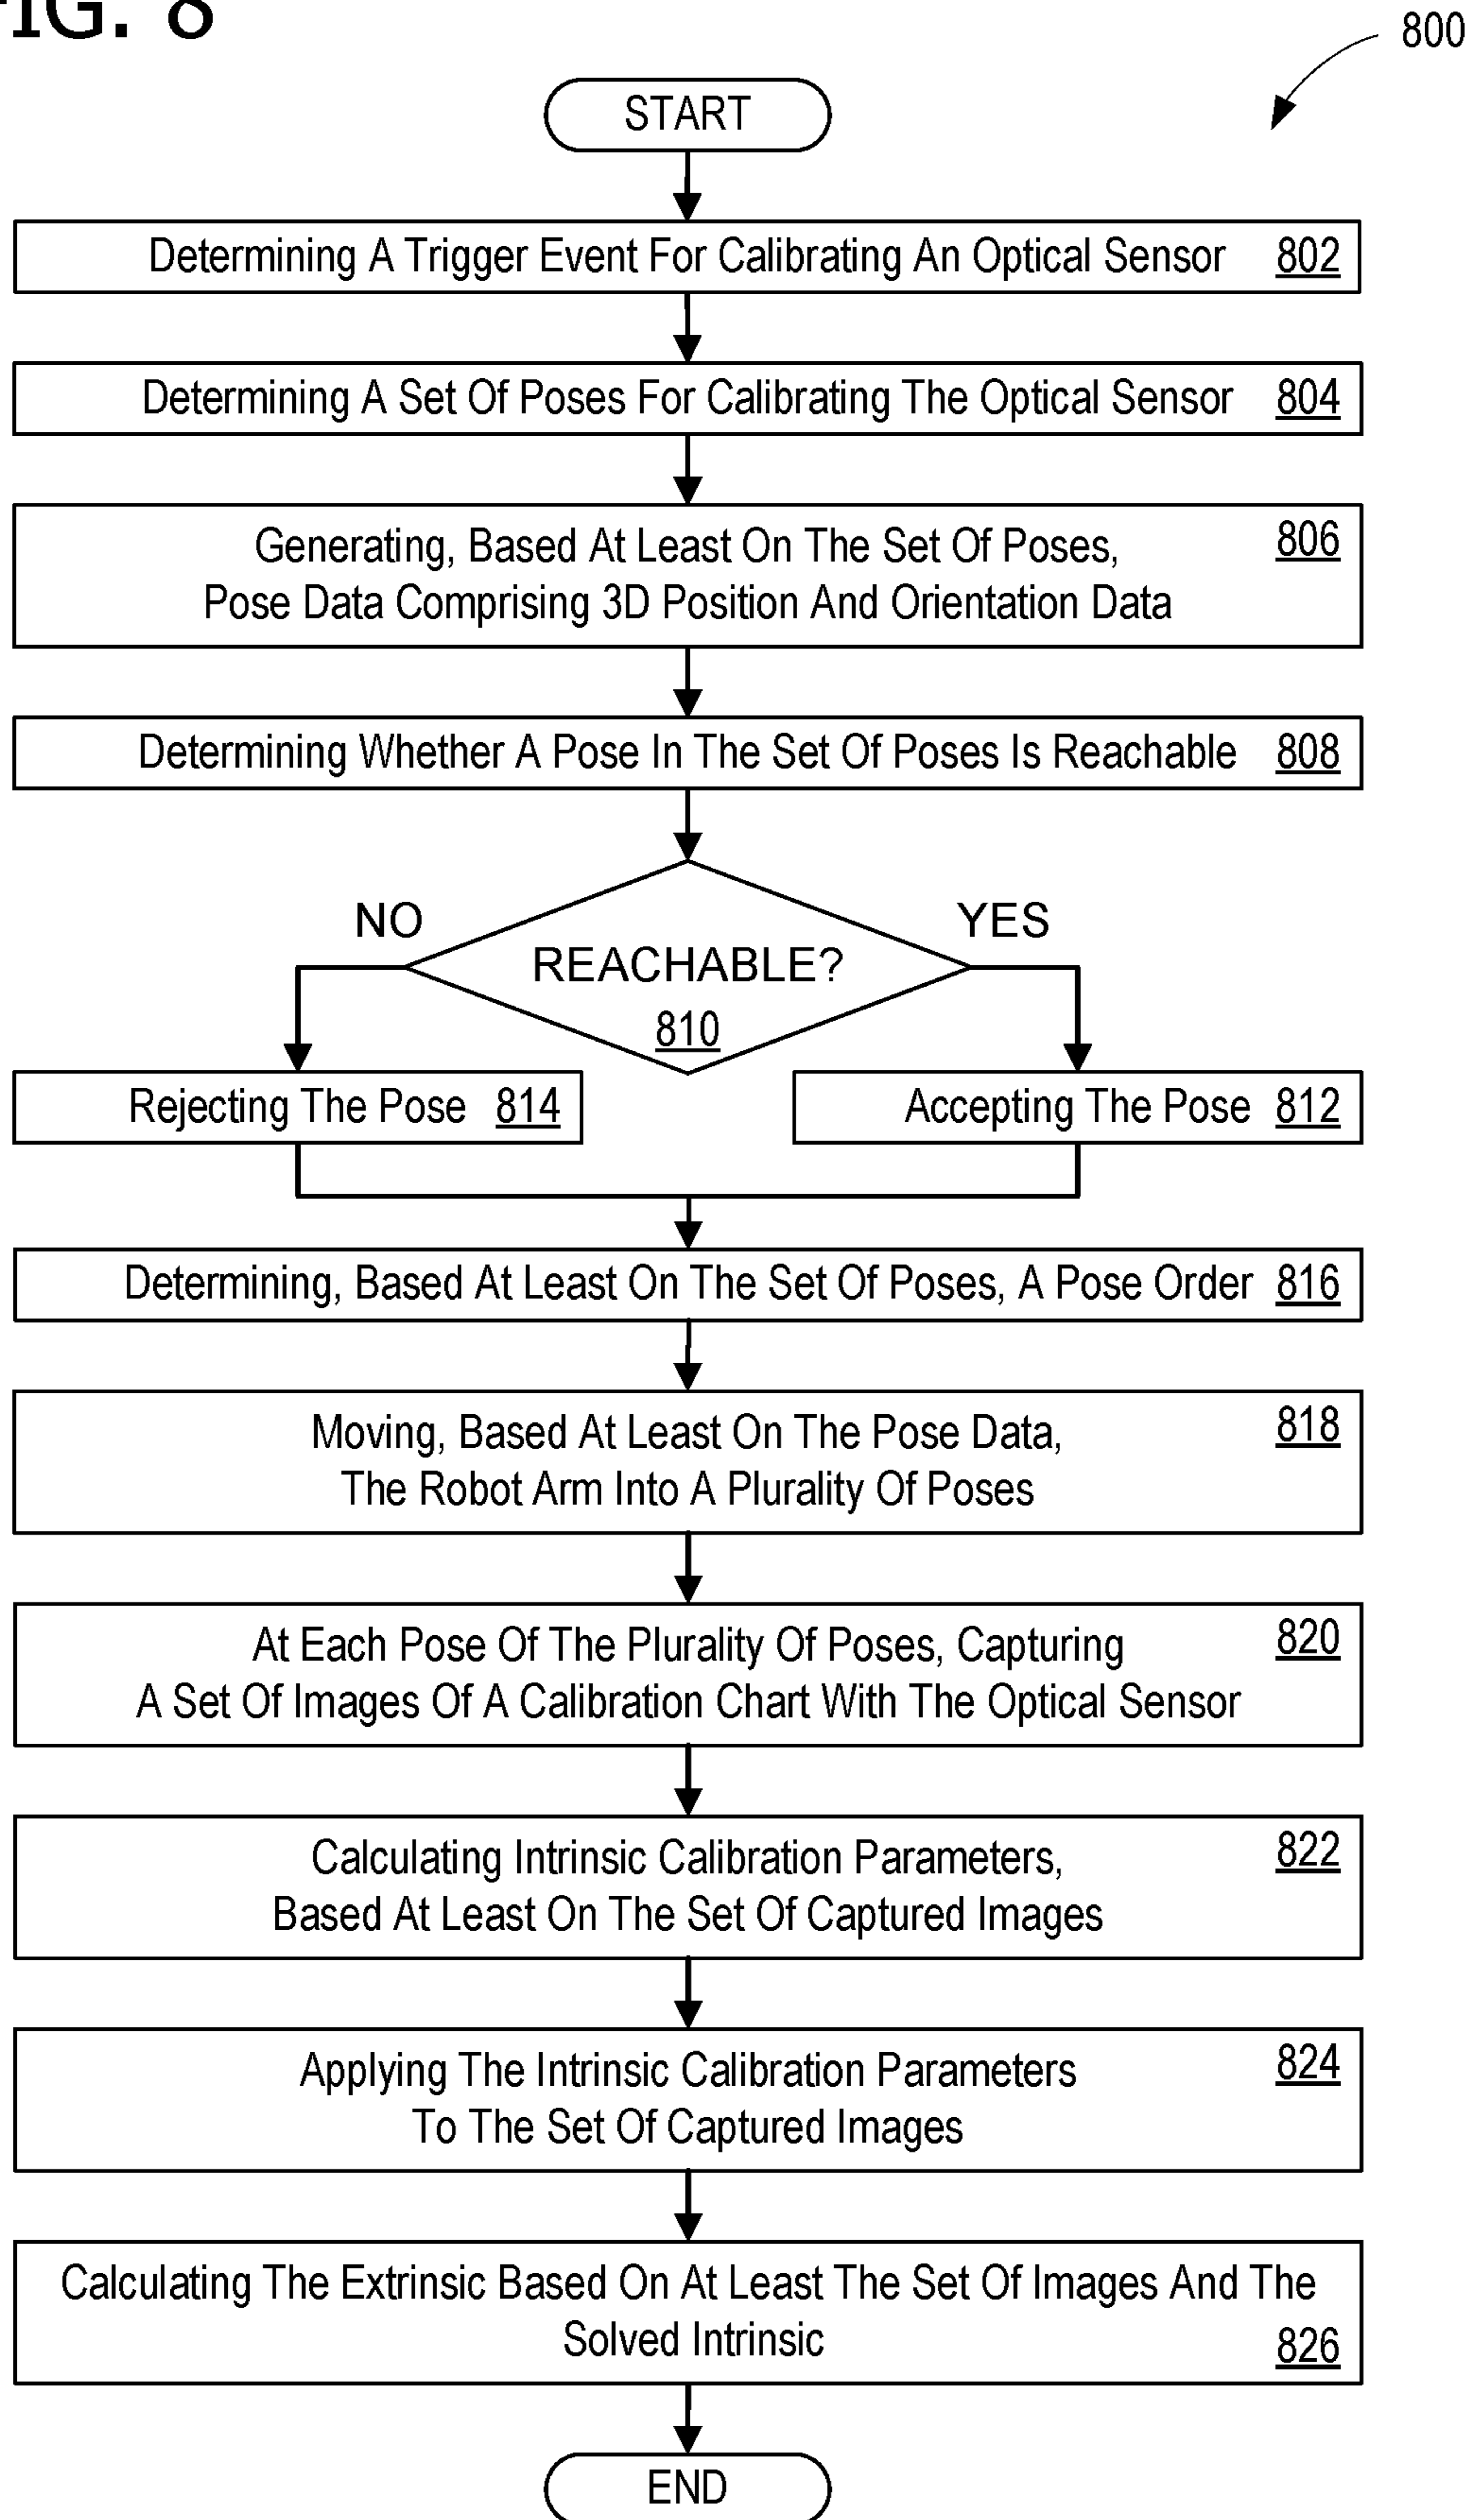 FIG. 8
800
START
Determining A Trigger Event For Calibrating An Optical Sensor 802
Determining A Set Of Poses For Calibrating The Optical Sensor 804
Generating, Based At Least On The Set Of Poses, 806
Pose Data Comprising 3D Position And Orientation Data
Determining Whether A Pose In The Set Of Poses Is Reachable 808
NO
YES
REACHABLE?
810
Rejecting The Pose 814
Accepting The Pose 812
Determining, Based At Least On The Set Of Poses, A Pose Order 816
Moving, Based At Least On The Pose Data, 818
The Robot Arm Into A Plurality Of Poses
At Each Pose Of The Plurality Of Poses, Capturing 820
A Set Of Images Of A Calibration Chart With The Optical Sensor
Calculating Intrinsic Calibration Parameters, 822
Based At Least On The Set Of Captured Images
Applying The Intrinsic Calibration Parameters 824
To The Set Of Captured Images
Calculating The Extrinsic Based On At Least The Set Of Images And The
Solved Intrinsic 826
END